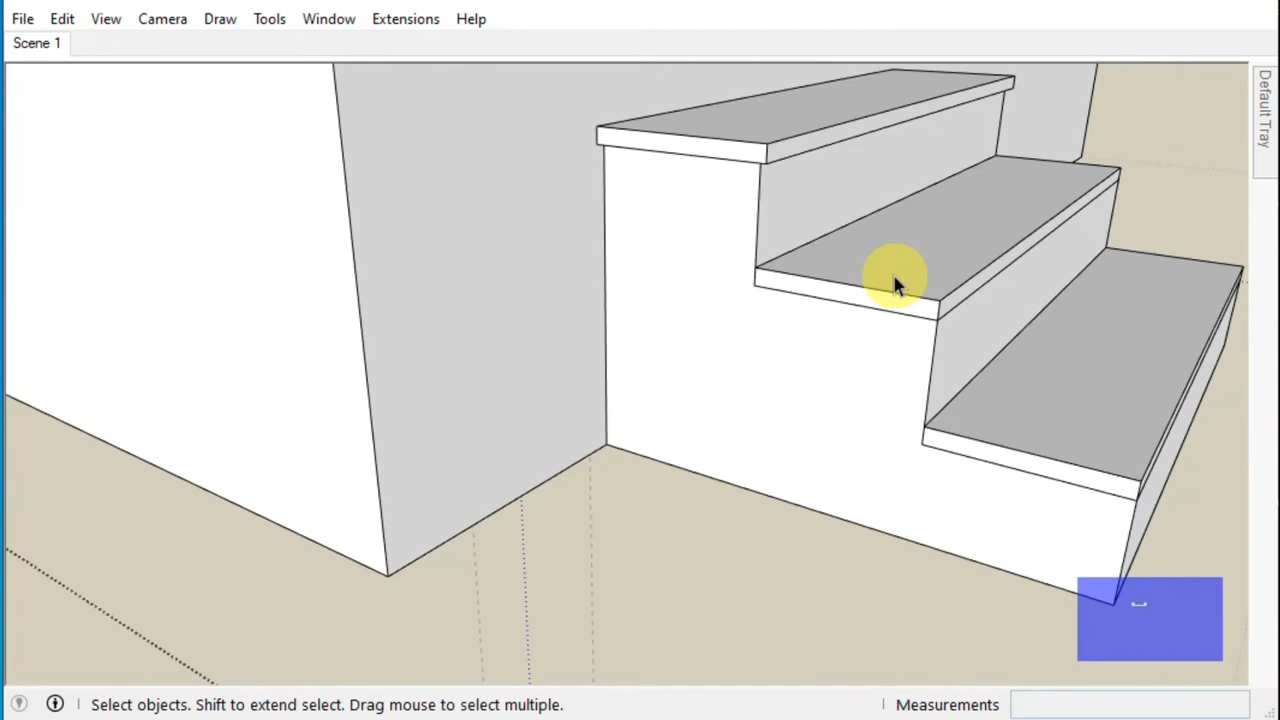 File Edit View Camera Draw Tools Window Extensions Help
Scene 1
Default Tray
Select objects. Shift to extend select. Drag mouse to select multiple.
Measurements